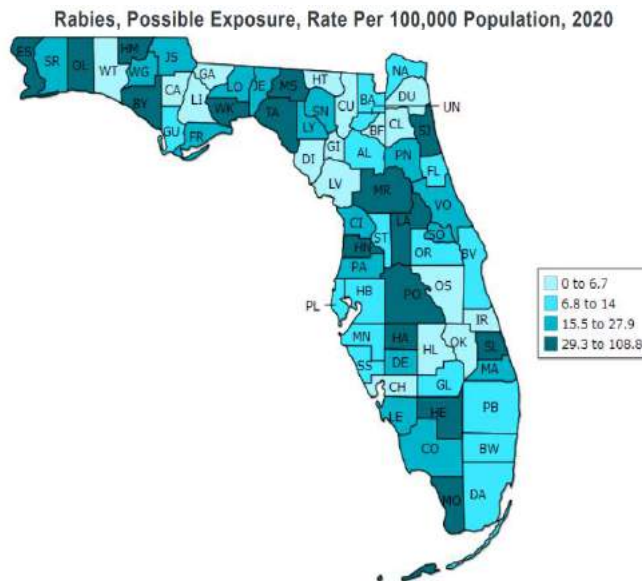 Rabies, Possible Exposure, Rate Per 100,000 Population, 2020
ES
SR
OL
WT
HM
WG
BY
JS
CA
GU
LGA
LI
FR
LO
WK
JE
TA
MS
SN
LY
HT
CU
DI
GI
LV
BA
NA
DU
UN
BF
CL
SJ
AL
PN
FL
MR
VO
CI
ST
LA
SO
HN
OR
BV
PA
PL
HB
PO
OS
IR
MN
HA
HL
OK
SL
SS
DE
MA
CH
GL
LE
HE
PB
CO
BW
MO
DA
0 to 6.7
6.8 to 14
15.5 to 27.9
29.3 to 108.8